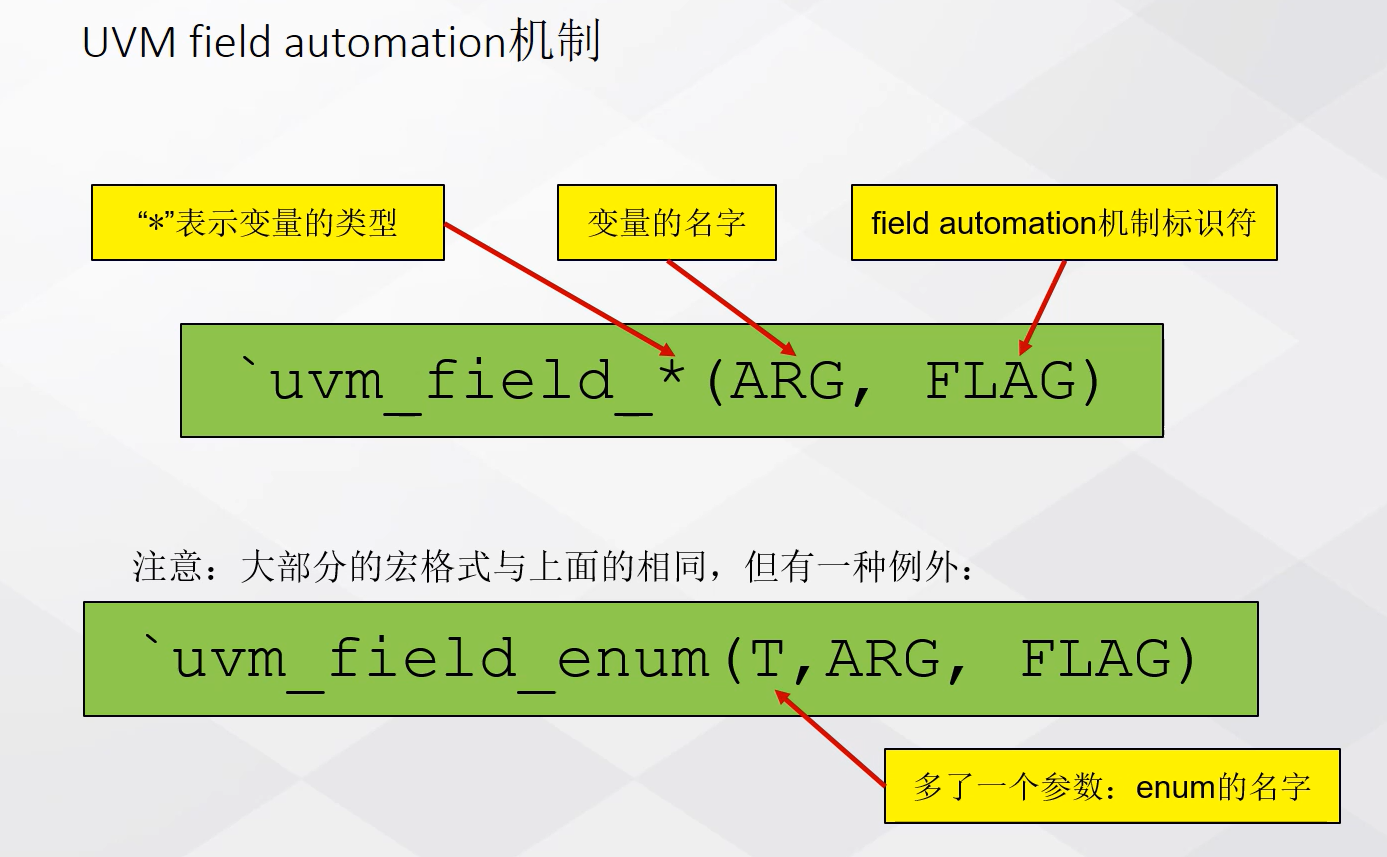 UVM field automation机制
“*”表示变量的类型
变量的名字
field automation机制标识符
`uvm_field_*(ARG, FLAG)
注意：大部分的宏格式与上面的相同，但有一种例外：
`uvm_field_enum(T,ARG, FLAG)
多了一个参数：enum的名字